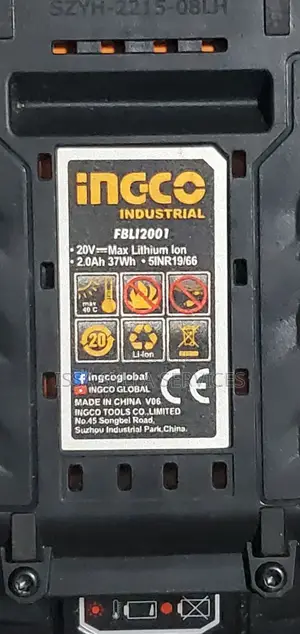 SZYH-2215-08LH
INGCO
INDUSTRIAL
FBLI2001
• 20V⎓Max Lithium Ion
• 2.0Ah 37Wh • 5INR19/66
max
40 C
20
Li-Ion
ingcoglobal
INGCO GLOBAL
CE
MADE IN CHINA V06
INGCO TOOLS CO.,LIMITED
No.45 Songbei Road,
Suzhou Industrial Park,China.